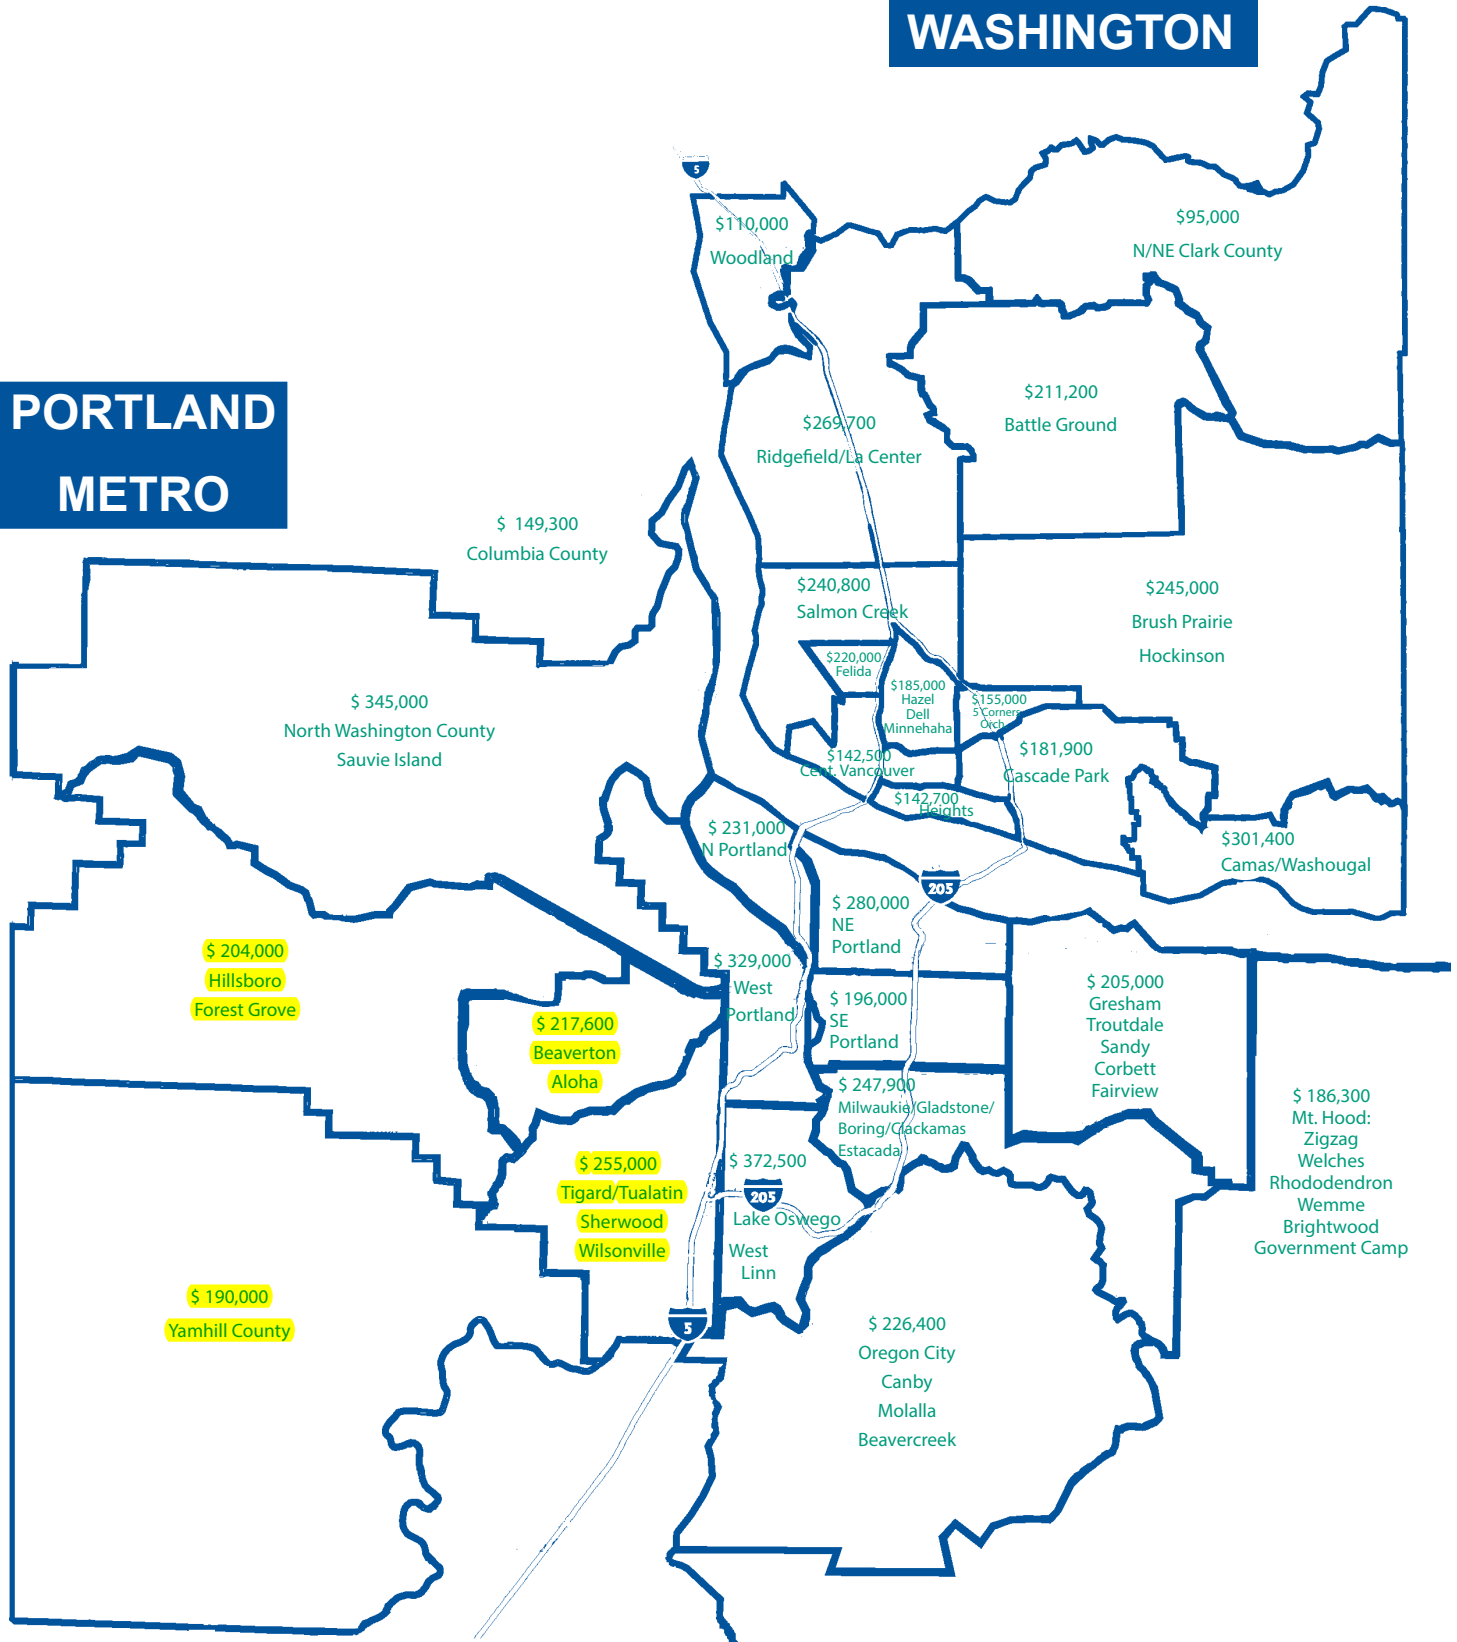 WASHINGTON
5
$110,000
Woodland
$95,000
N/NE Clark County
PORTLAND
METRO
$211,200
Battle Ground
$269,700
Ridgefield/La Center
$ 149,300
Columbia County
$240,800
Salmon Creek
$245,000
Brush Prairie
Hockinson
$220,000
Felida
$185,000
Hazel
Dell
Minnehaha
$155,000
5 Corners
Orch.
$ 345,000
North Washington County
Sauvie Island
$142,500
Cent. Vancouver
$181,900
Cascade Park
$142,700
Heights
$301,400
Camas/Washougal
$ 231,000
N Portland
205
$ 280,000
NE
Portland
$ 204,000
Hillsboro
Forest Grove
$ 329,000
West
Portland
$ 196,000
SE
Portland
$ 205,000
Gresham
Troutdale
Sandy
Corbett
Fairview
$ 217,600
Beaverton
Aloha
$ 247,900
Milwaukie/Gladstone/
Boring/Clackamas
Estacada
$ 186,300
Mt. Hood:
Zigzag
Welches
Rhododendron
Wemme
Brightwood
Government Camp
$ 255,000
Tigard/Tualatin
Sherwood
Wilsonville
$ 372,500
205
Lake Oswego
West
Linn
$ 190,000
Yamhill County
5
$ 226,400
Oregon City
Canby
Molalla
Beavercreek